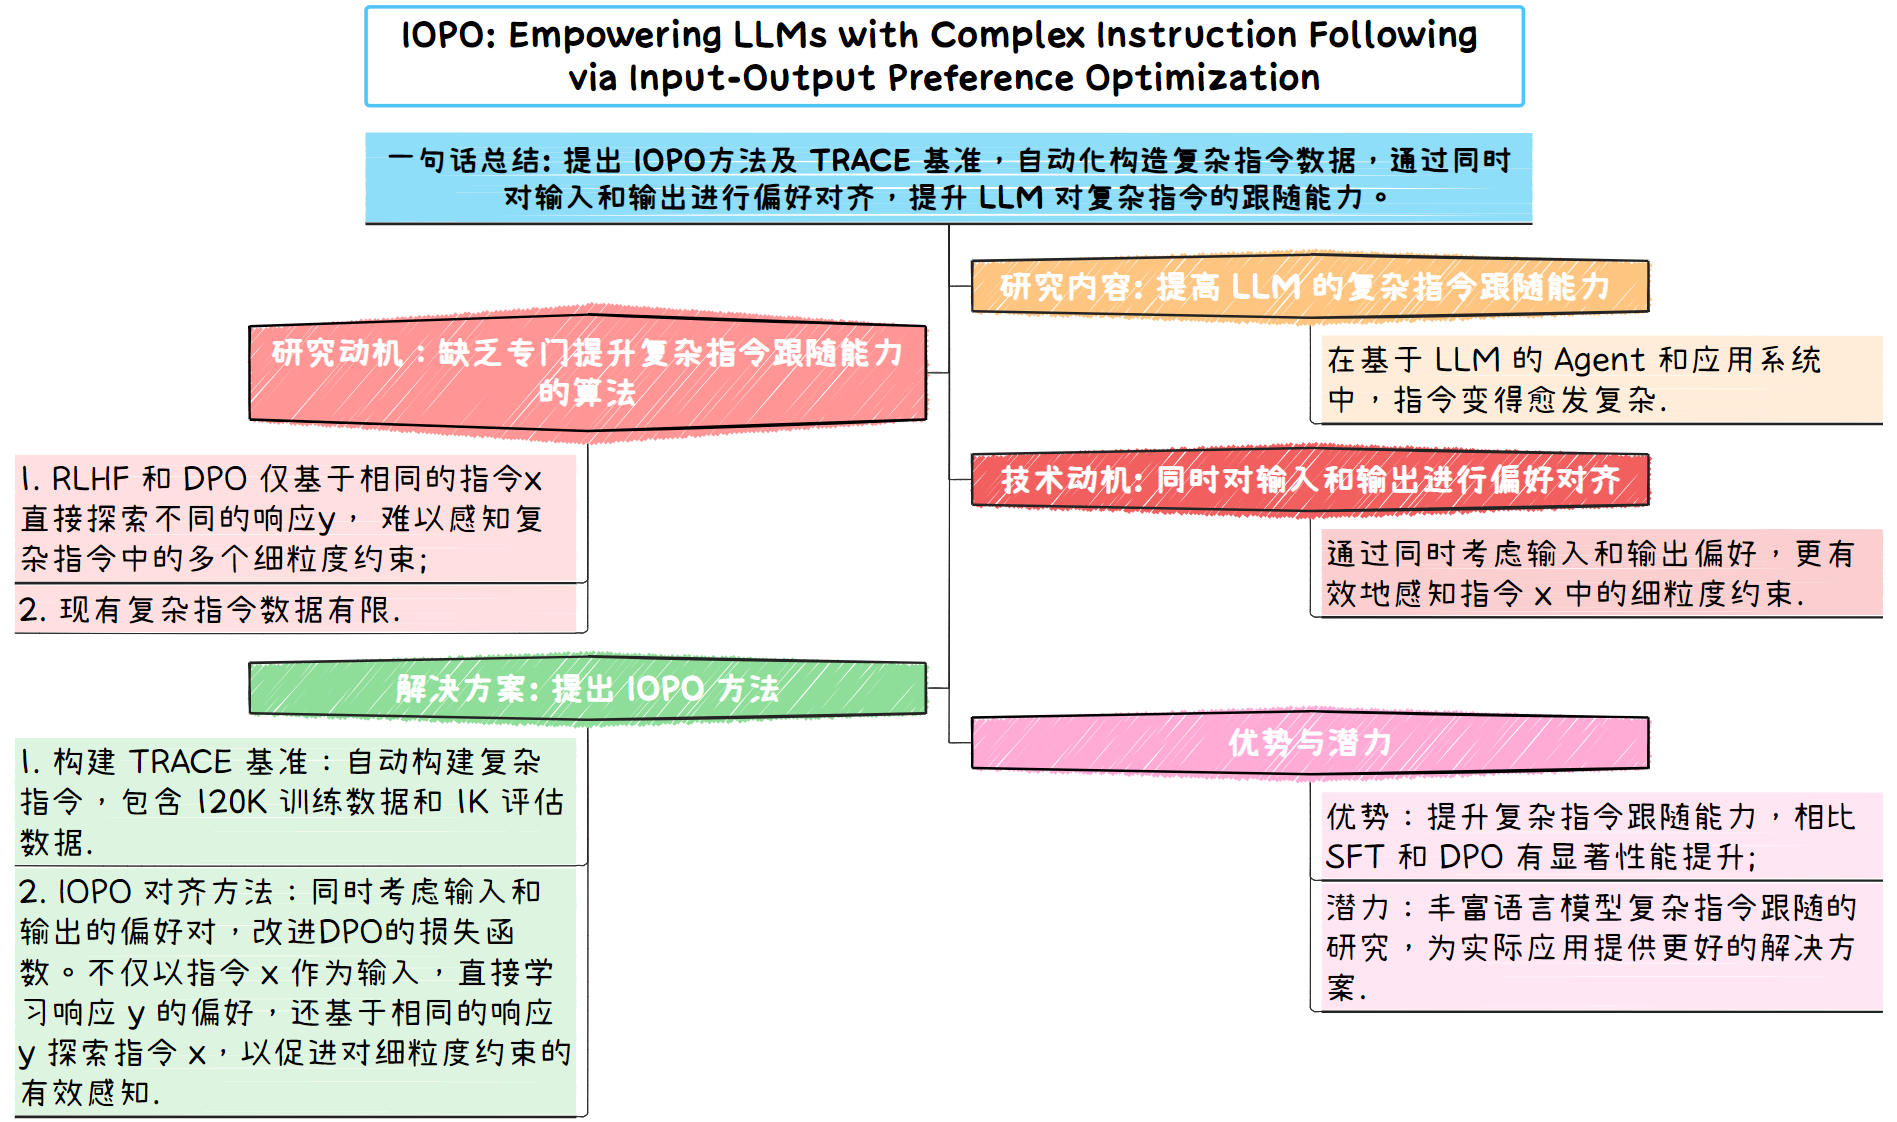 IOPO: Empowering LLMs with Complex Instruction Following
via Input-Output Preference Optimization
一句话总结: 提出 IOPO方法及 TRACE 基准，自动化构造复杂指令数据，通过同时
对输入和输出进行偏好对齐，提升 LLM 对复杂指令的跟随能力。
研究内容: 提高 LLM 的复杂指令跟随能力
在基于 LLM 的 Agent 和应用系统
中，指令变得愈发复杂.
研究动机：缺乏专门提升复杂指令跟随能力
的算法
1. RLHF 和 DPO 仅基于相同的指令x
直接探索不同的响应y， 难以感知复
杂指令中的多个细粒度约束;
2. 现有复杂指令数据有限.
技术动机: 同时对输入和输出进行偏好对齐
通过同时考虑输入和输出偏好，更有
效地感知指令 x 中的细粒度约束.
解决方案: 提出 IOPO 方法
1. 构建 TRACE 基准：自动构建复杂
指令，包含 120K 训练数据和 1K 评估
数据.
2. IOPO 对齐方法：同时考虑输入和
输出的偏好对，改进DPO的损失函
数。不仅以指令 x 作为输入，直接学
习响应 y 的偏好，还基于相同的响应
y 探索指令 x，以促进对细粒度约束的
有效感知.
优势与潜力
优势：提升复杂指令跟随能力，相比
SFT 和 DPO 有显著性能提升;
潜力：丰富语言模型复杂指令跟随的
研究，为实际应用提供更好的解决方
案.